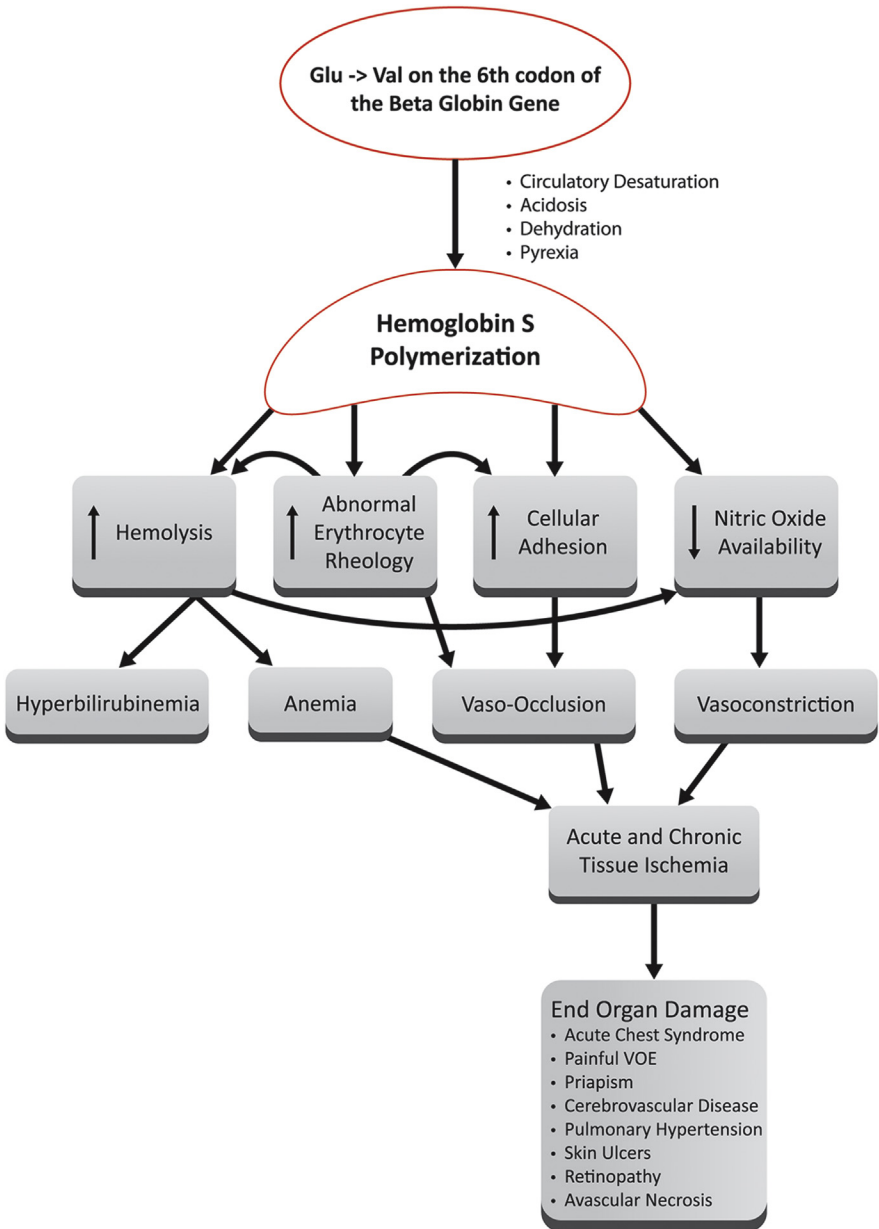 Glu -> Val on the 6th codon of
the Beta Globin Gene
• Circulatory Desaturation
• Acidosis
• Dehydration
• Pyrexia
Hemoglobin S
Polymerization
Hemolysis
Abnormal
Erythrocyte
Rheology
Cellular
Adhesion
Nitric Oxide
Availability
Hyperbilirubinemia
Anemia
Vaso-Occlusion
Vasoconstriction
Acute and Chronic
Tissue Ischemia
End Organ Damage
• Acute Chest Syndrome
• Painful VOE
• Priapism
• Cerebrovascular Disease
• Pulmonary Hypertension
• Skin Ulcers
• Retinopathy
• Avascular Necrosis